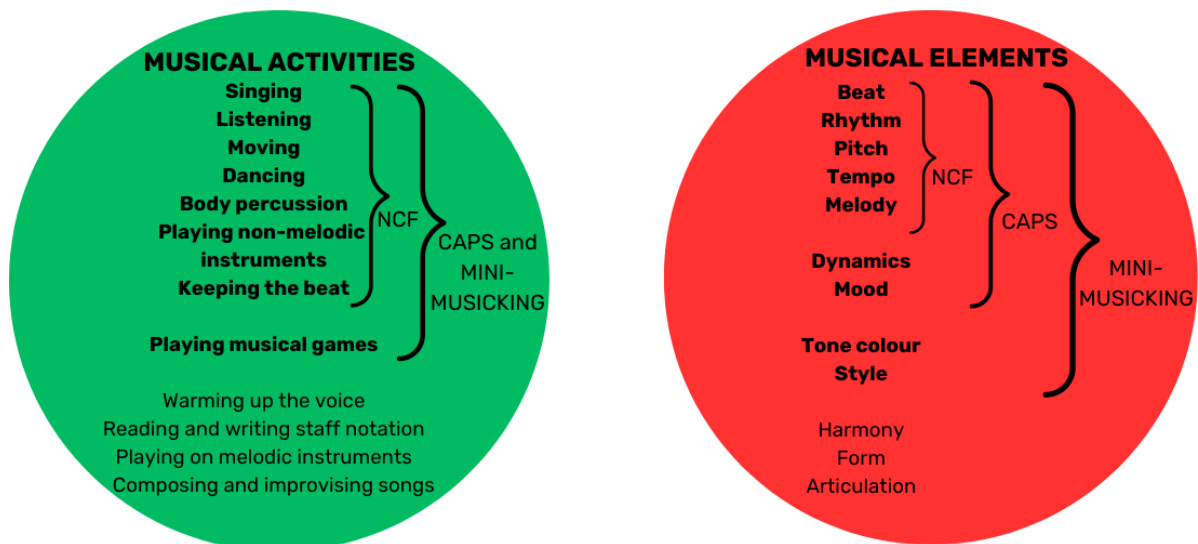 MUSICAL ACTIVITIES
Singing
Listening
Moving
Dancing
Body percussion
Playing non-melodic
instruments
Keeping the beat
NCF
Playing musical games
CAPS and
MINI-
MUSICKING
Warming up the voice
Reading and writing staff notation
Playing on melodic instruments
Composing and improvising songs
MUSICAL ELEMENTS
Beat
Rhythm
Pitch
Tempo
Melody
NCF
Dynamics
Mood
CAPS
Tone colour
Style
MINI-
MUSICKING
Harmony
Form
Articulation